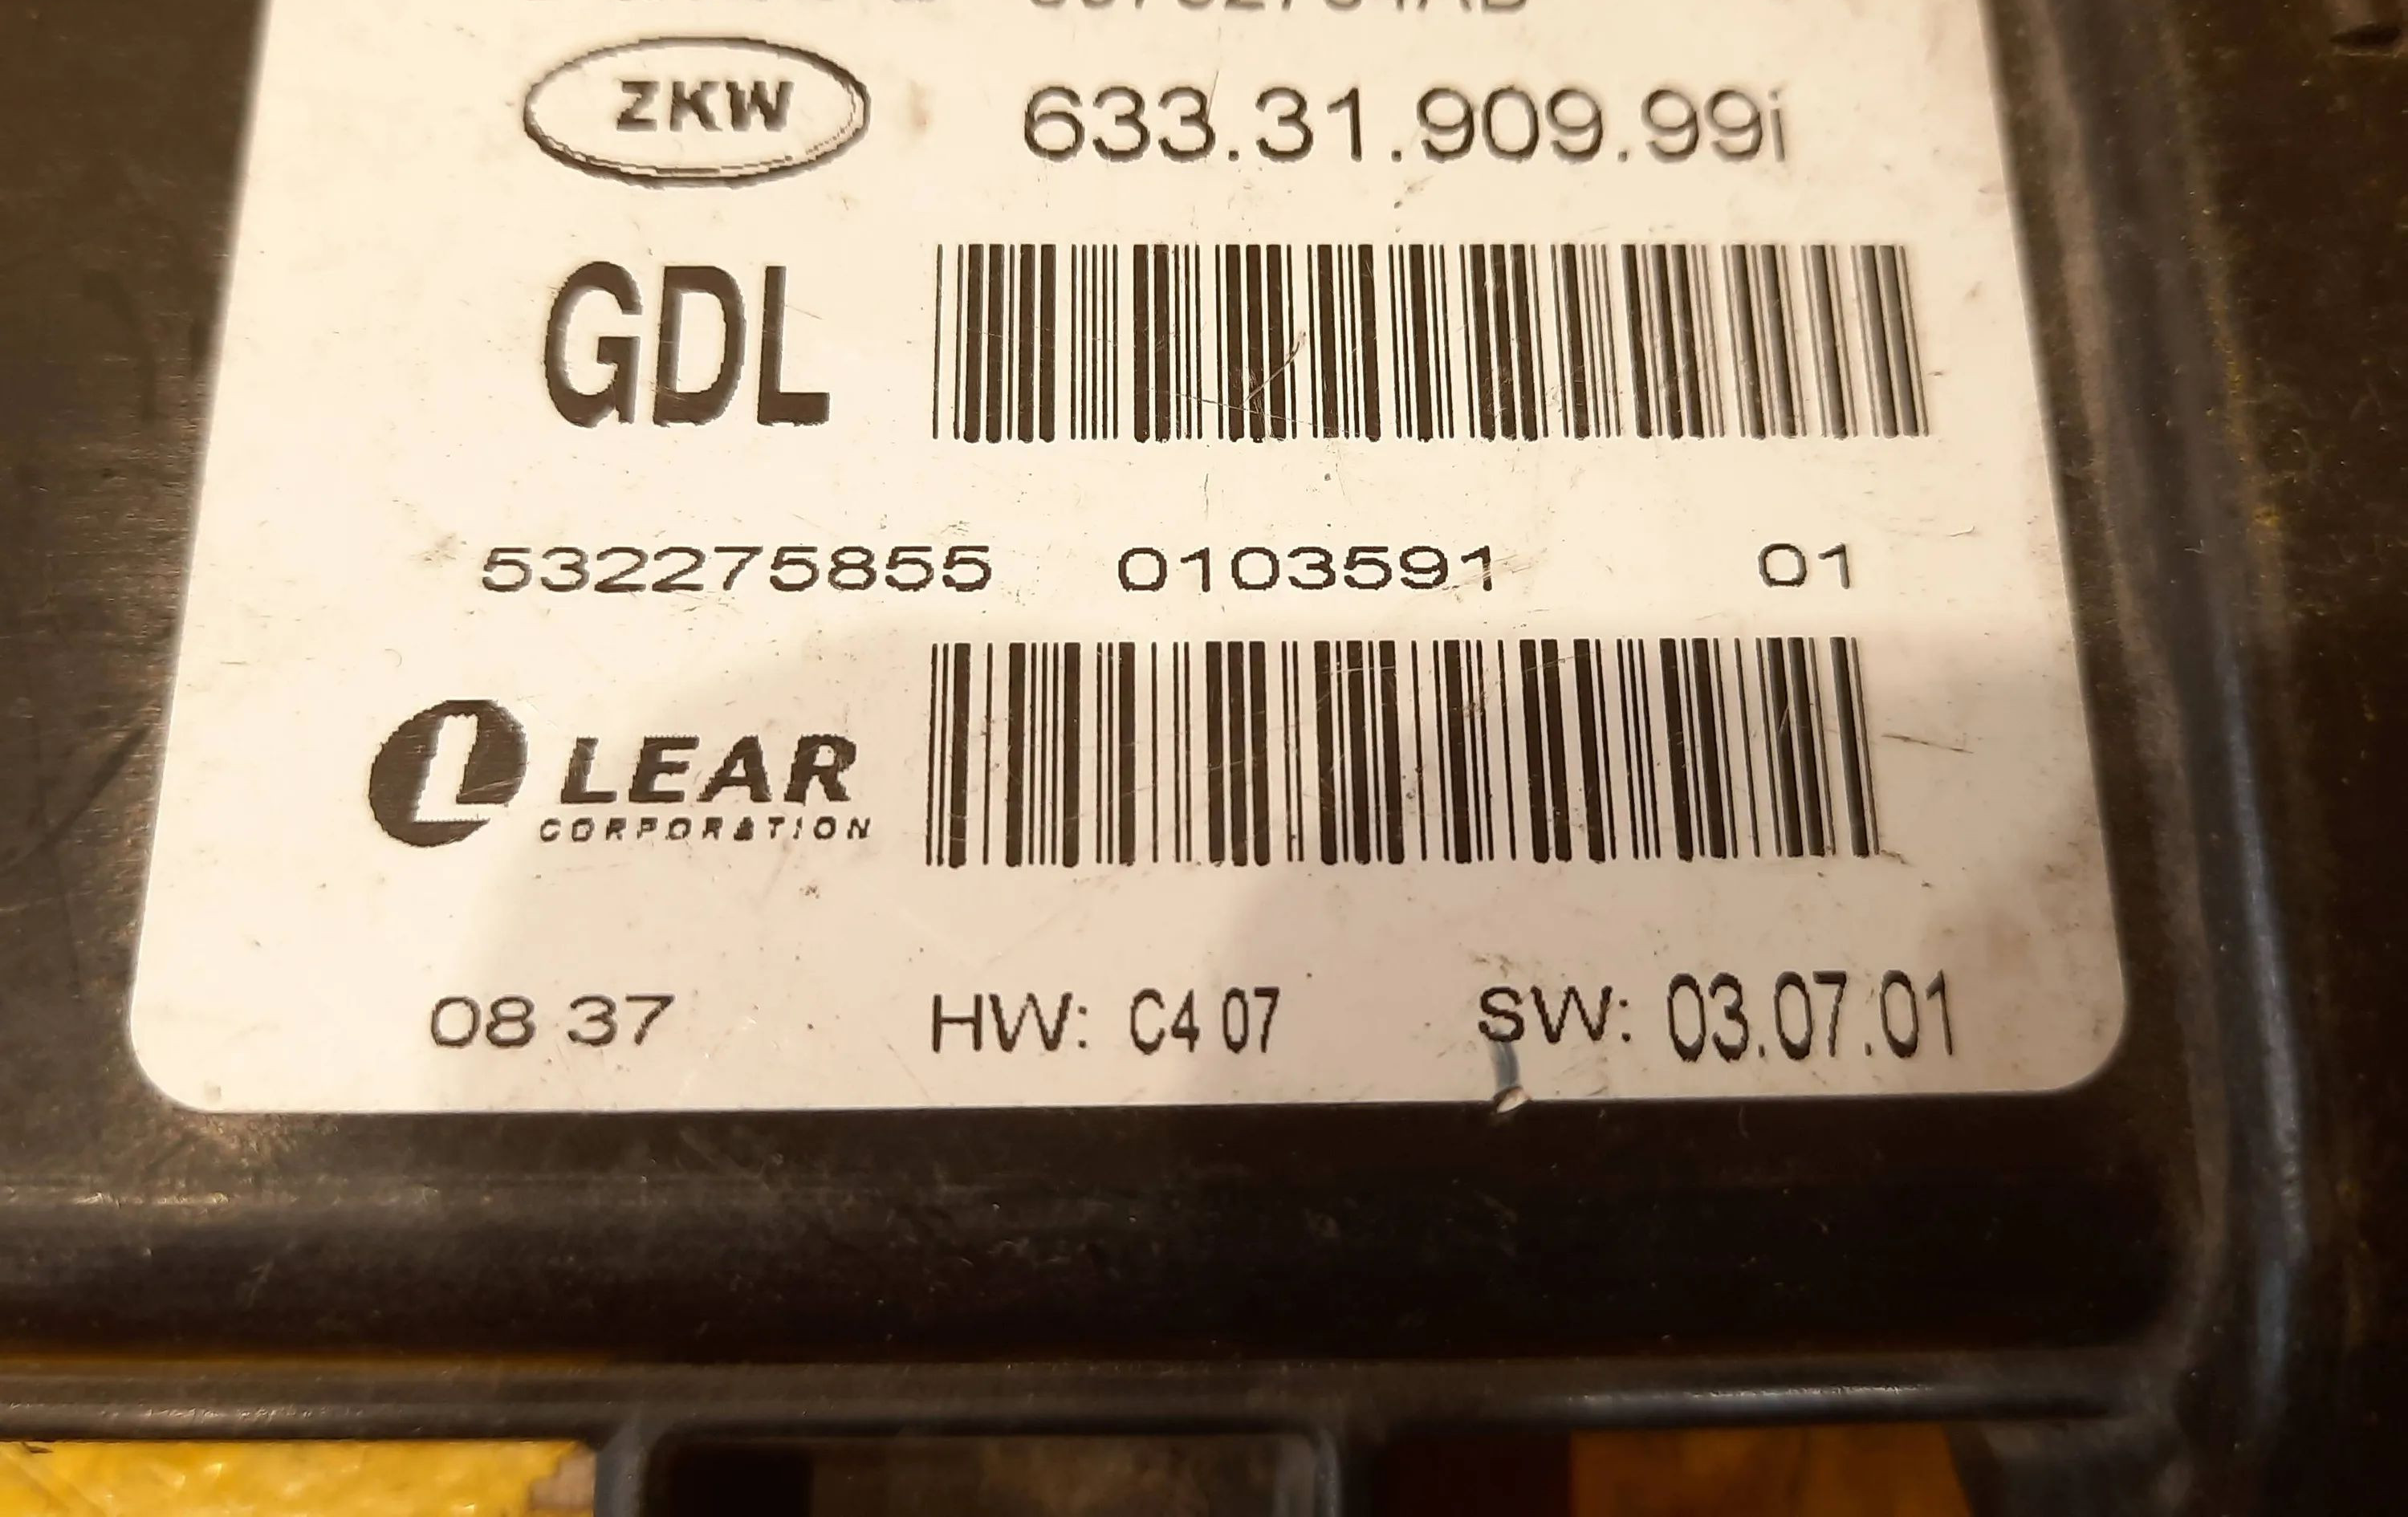 ZKW 633.31.909.99i
GDL
532275855 0103591 01
LEAR
CORPORATION
08 37 HW: C4 07 SW: 03.07.01